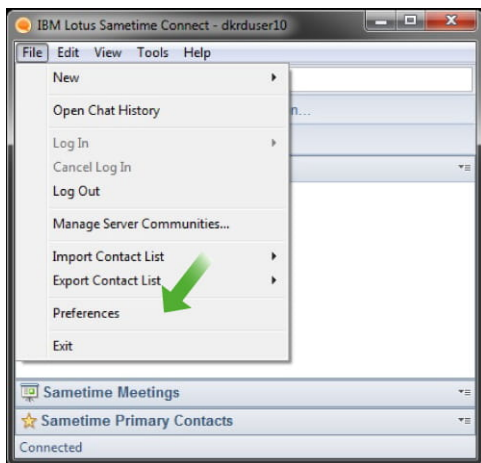 IBM Lotus Sametime Connect - dkrduser10
File Edit View Tools Help
New
Open Chat History
n...
Log In
Cancel Log In
Log Out
Manage Server Communities...
Import Contact List
Export Contact List
Preferences
Exit
Sametime Meetings
Sametime Primary Contacts
Connected